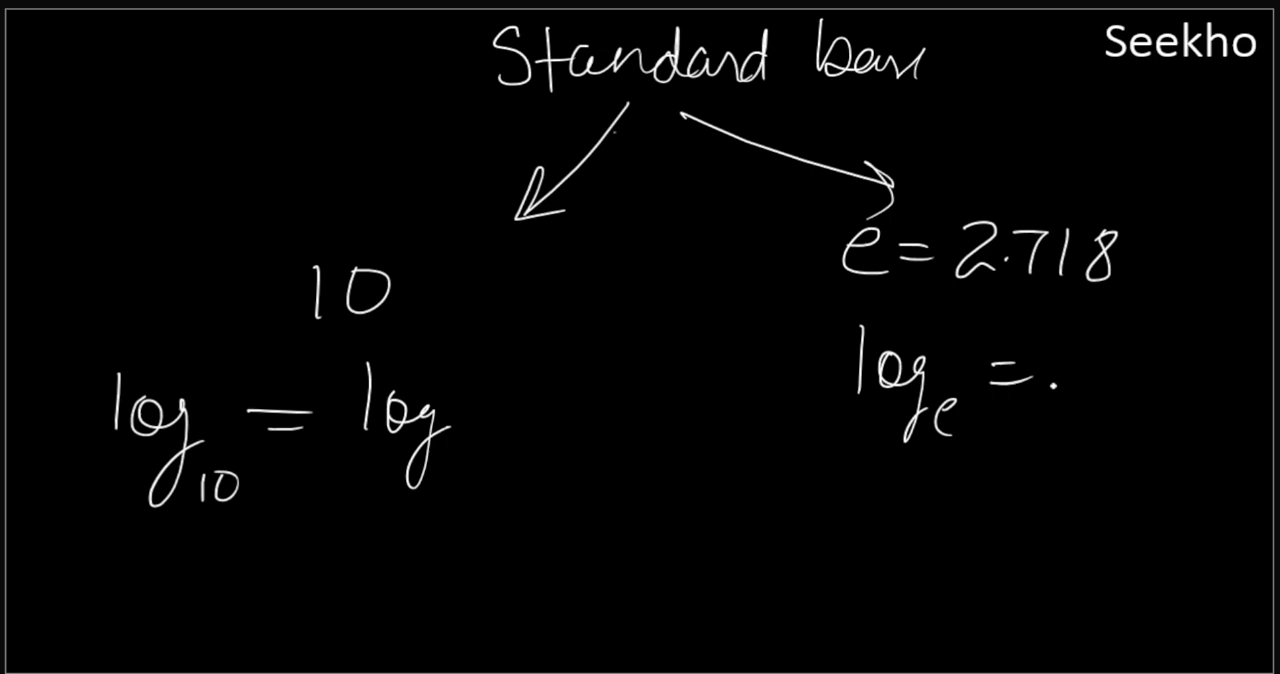 Seekho
Standard base
10
log₁₀ = log
e = 2.718
logₑ = .